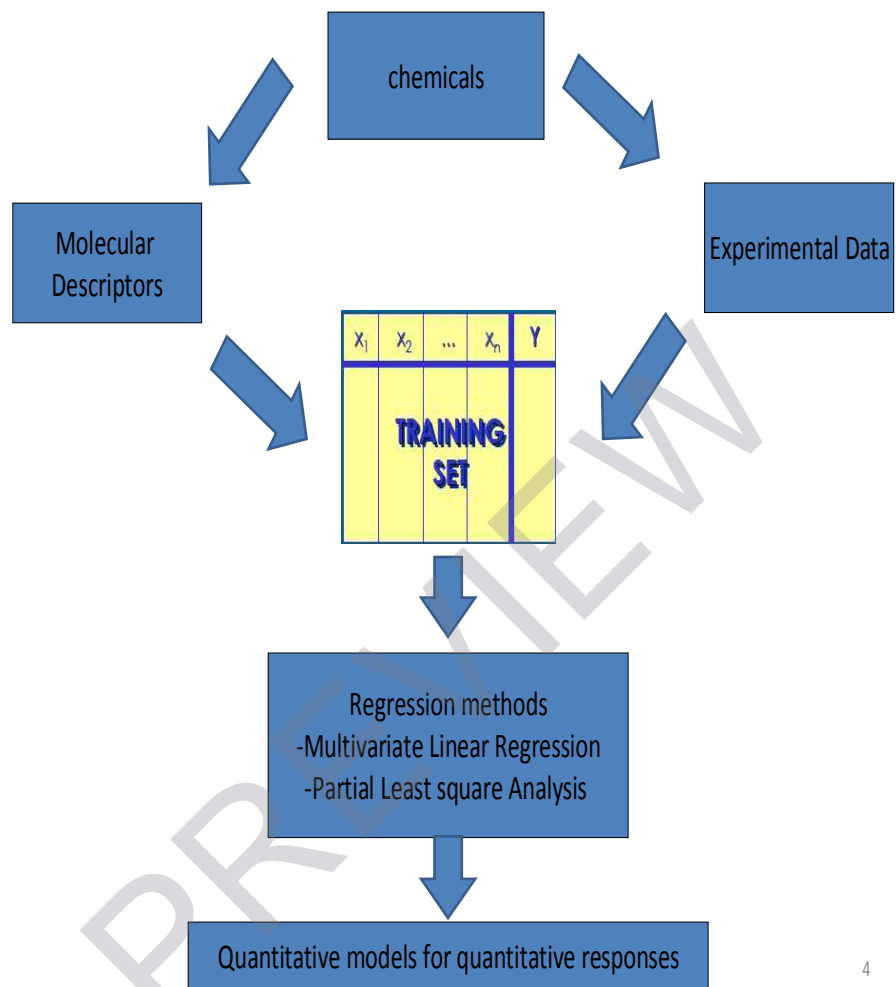 chemicals
Molecular
Descriptors
Experimental Data
X1 X2 ... Xn Y
TRAINING
SET
Regression methods
-Multivariate Linear Regression
-Partial Least square Analysis
Quantitative models for quantitative responses
4
PREVIEW